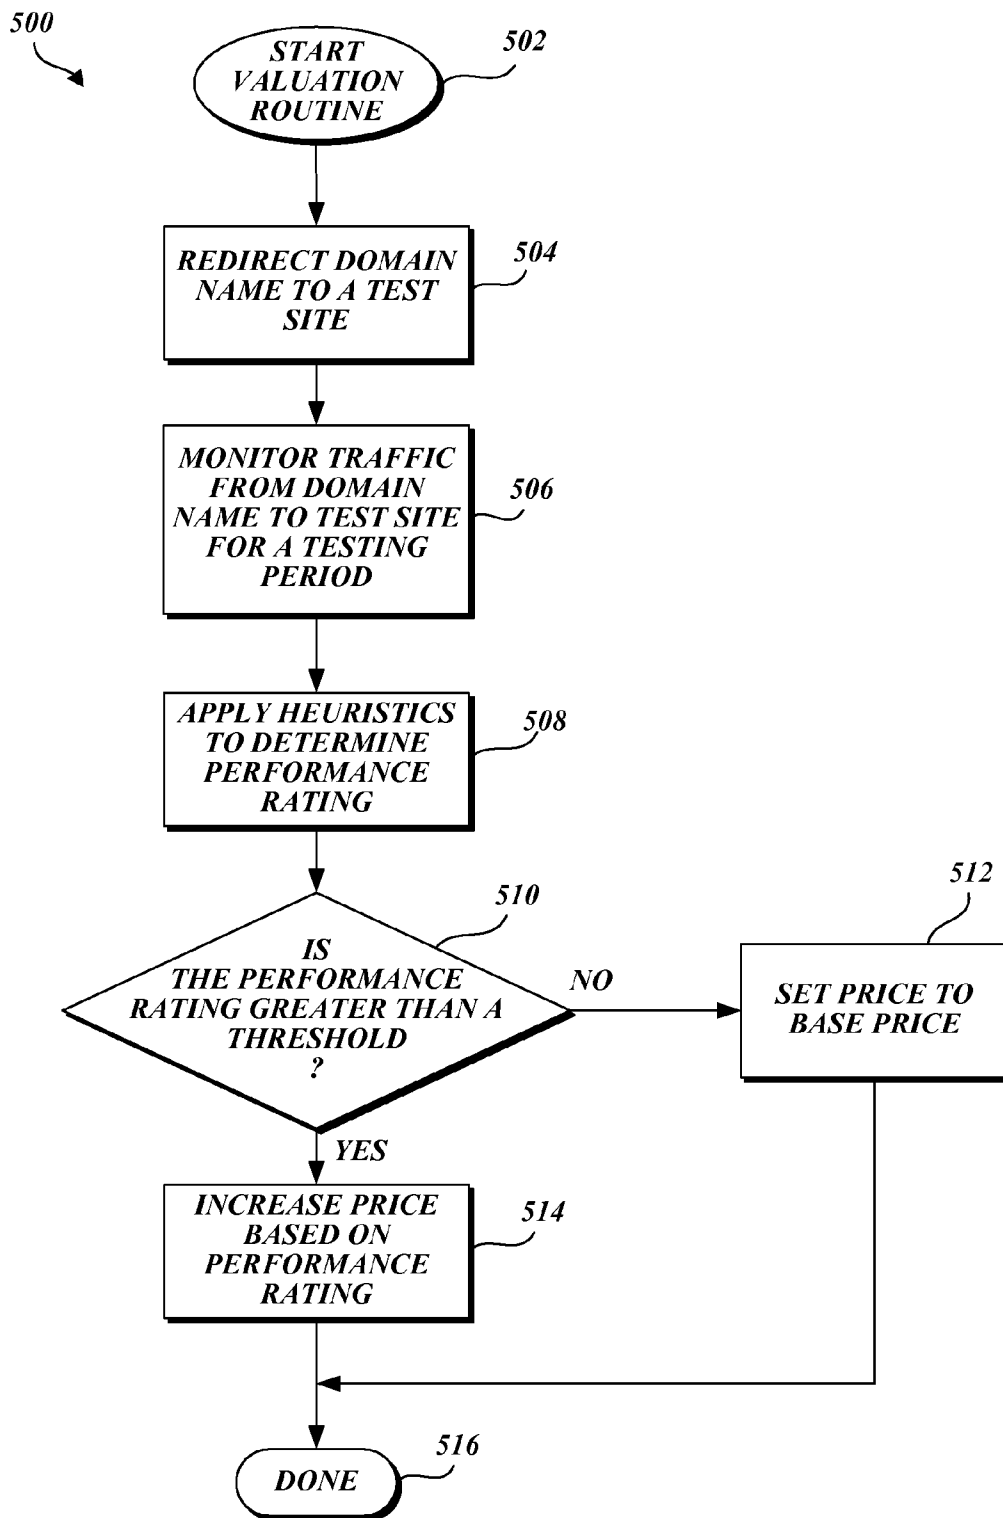 500
START
VALUATION
ROUTINE
502
REDIRECT DOMAIN
NAME TO A TEST
SITE
504
MONITOR TRAFFIC
FROM DOMAIN
NAME TO TEST SITE
FOR A TESTING
PERIOD
506
APPLY HEURISTICS
TO DETERMINE
PERFORMANCE
RATING
508
IS
THE PERFORMANCE
RATING GREATER THAN A
THRESHOLD
?
510
NO
SET PRICE TO
BASE PRICE
512
YES
INCREASE PRICE
BASED ON
PERFORMANCE
RATING
514
DONE
516